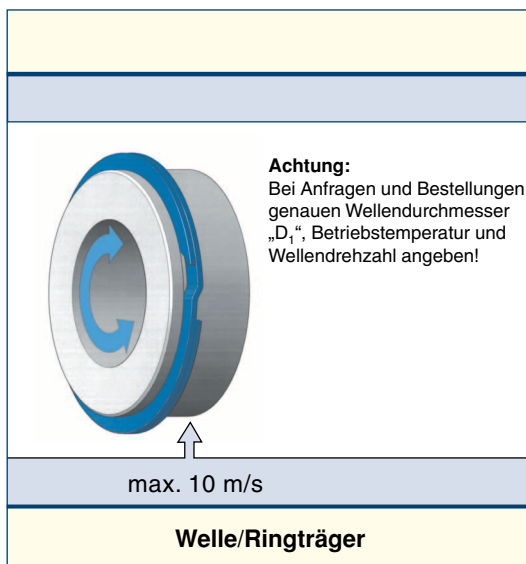 Achtung:
Bei Anfragen und Bestellungen
genauen Wellendurchmesser
„D₁“, Betriebstemperatur und
Wellendrehzahl angeben!
max. 10 m/s
Welle/Ringträger